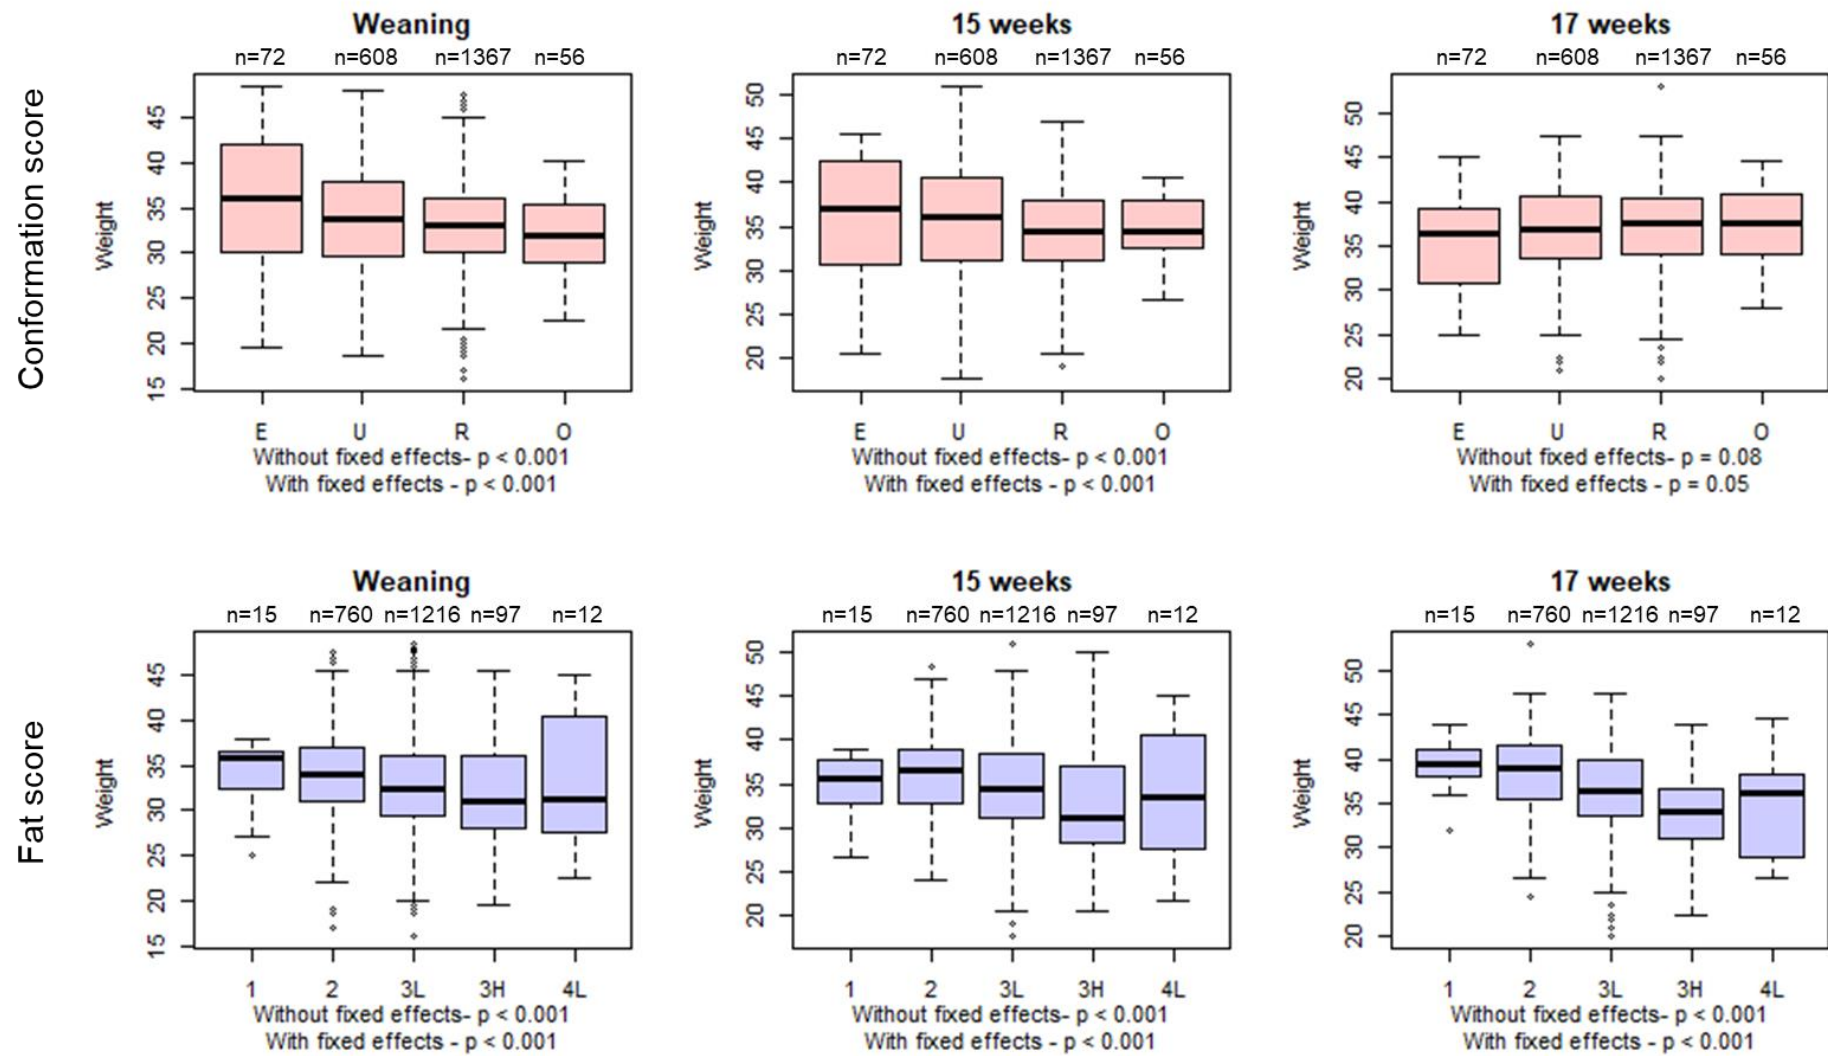 Conformation score
Weaning
n=72 n=608 n=1367 n=56
Weight
45
40
35
30
25
20
15
E U R O
Without fixed effects- p < 0.001
With fixed effects - p < 0.001
15 weeks
n=72 n=608 n=1367 n=56
Weight
50
45
40
35
30
25
20
E U R O
Without fixed effects- p < 0.001
With fixed effects - p < 0.001
17 weeks
n=72 n=608 n=1367 n=56
Weight
50
45
40
35
30
25
20
E U R O
Without fixed effects- p = 0.08
With fixed effects - p = 0.05
Fat score
Weaning
n=15 n=760 n=1216 n=97 n=12
Weight
45
40
35
30
25
20
15
1 2 3L 3H 4L
Without fixed effects- p < 0.001
With fixed effects - p < 0.001
15 weeks
n=15 n=760 n=1216 n=97 n=12
Weight
50
45
40
35
30
25
20
1 2 3L 3H 4L
Without fixed effects- p < 0.001
With fixed effects - p < 0.001
17 weeks
n=15 n=760 n=1216 n=97 n=12
Weight
50
45
40
35
30
25
20
1 2 3L 3H 4L
Without fixed effects- p < 0.001
With fixed effects - p < 0.001